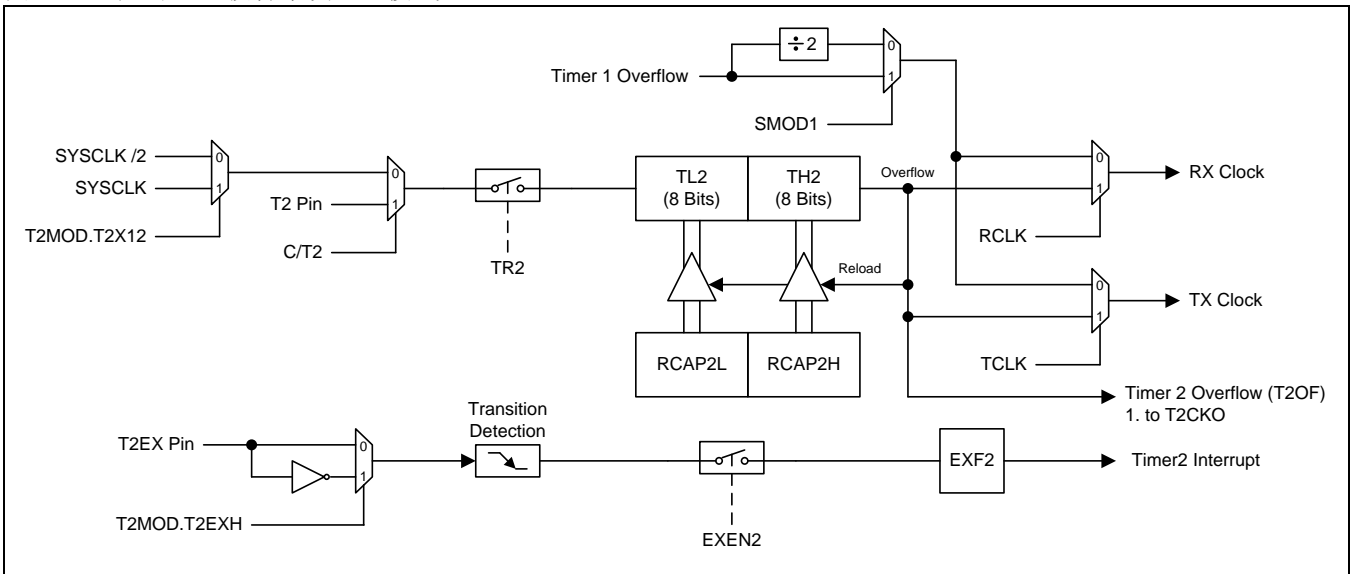 ÷2
0
1
Timer 1 Overflow
SMOD1
SYSCLK /2
SYSCLK
T2MOD.T2X12
0
1
T2 Pin
C/T2
0
1
TR2
TL2
(8 Bits)
TH2
(8 Bits)
Overflow
Reload
RCAP2L
RCAP2H
0
1
RX Clock
RCLK
0
1
TX Clock
TCLK
Timer 2 Overflow (T2OF)
1. to T2CKO
T2EX Pin
0
1
T2MOD.T2EXH
Transition
Detection
EXEN2
EXF2
Timer2 Interrupt